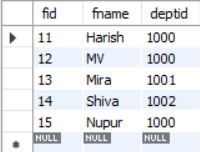 fid fname deptid
11 Harish 1000
12 MV 1000
13 Mira 1001
14 Shiva 1002
15 Nupur 1000
NULL NULL NULL